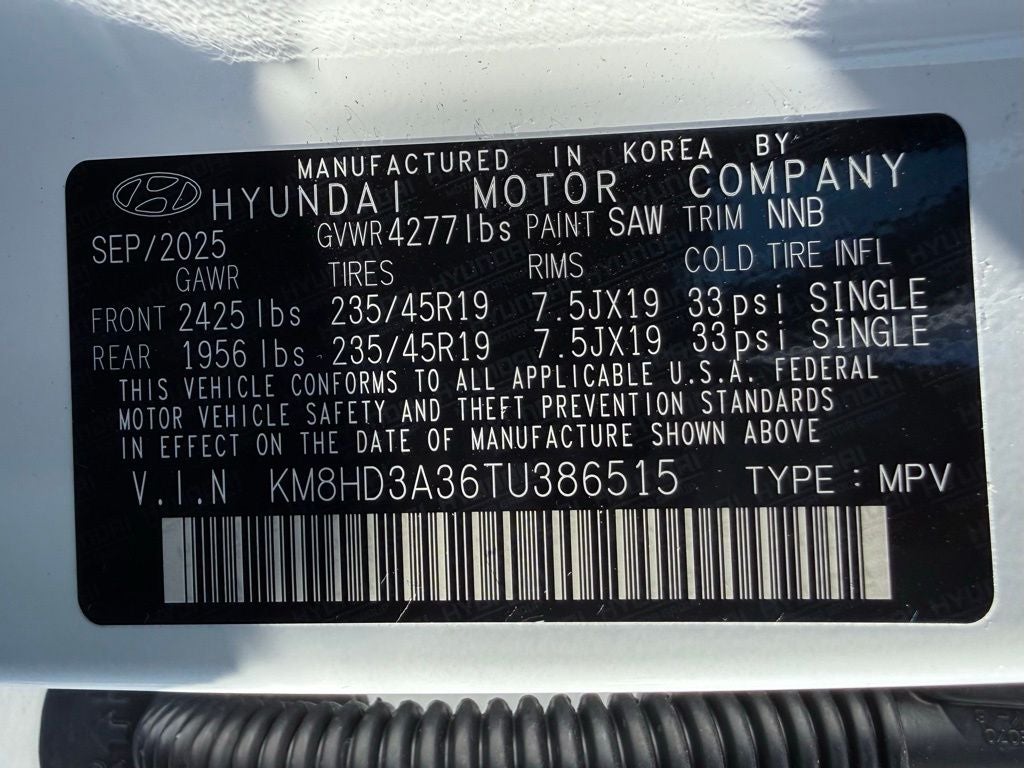 MANUFACTURED IN KOREA BY
HYUNDAI MOTOR COMPANY
SEP/2025 GVWR 4277lbs PAINT SAW TRIM NNB
GAWR TIRES RIMS COLD TIRE INFL
FRONT 2425 lbs 235/45R19 7.5JX19 33psi SINGLE
REAR 1956 lbs 235/45R19 7.5JX19 33psi SINGLE
THIS VEHICLE CONFORMS TO ALL APPLICABLE U.S.A. FEDERAL
MOTOR VEHICLE SAFETY AND THEFT PREVENTION STANDARDS
IN EFFECT ON THE DATE OF MANUFACTURE SHOWN ABOVE
V.I.N KM8HD3A36TU386515 TYPE : MPV